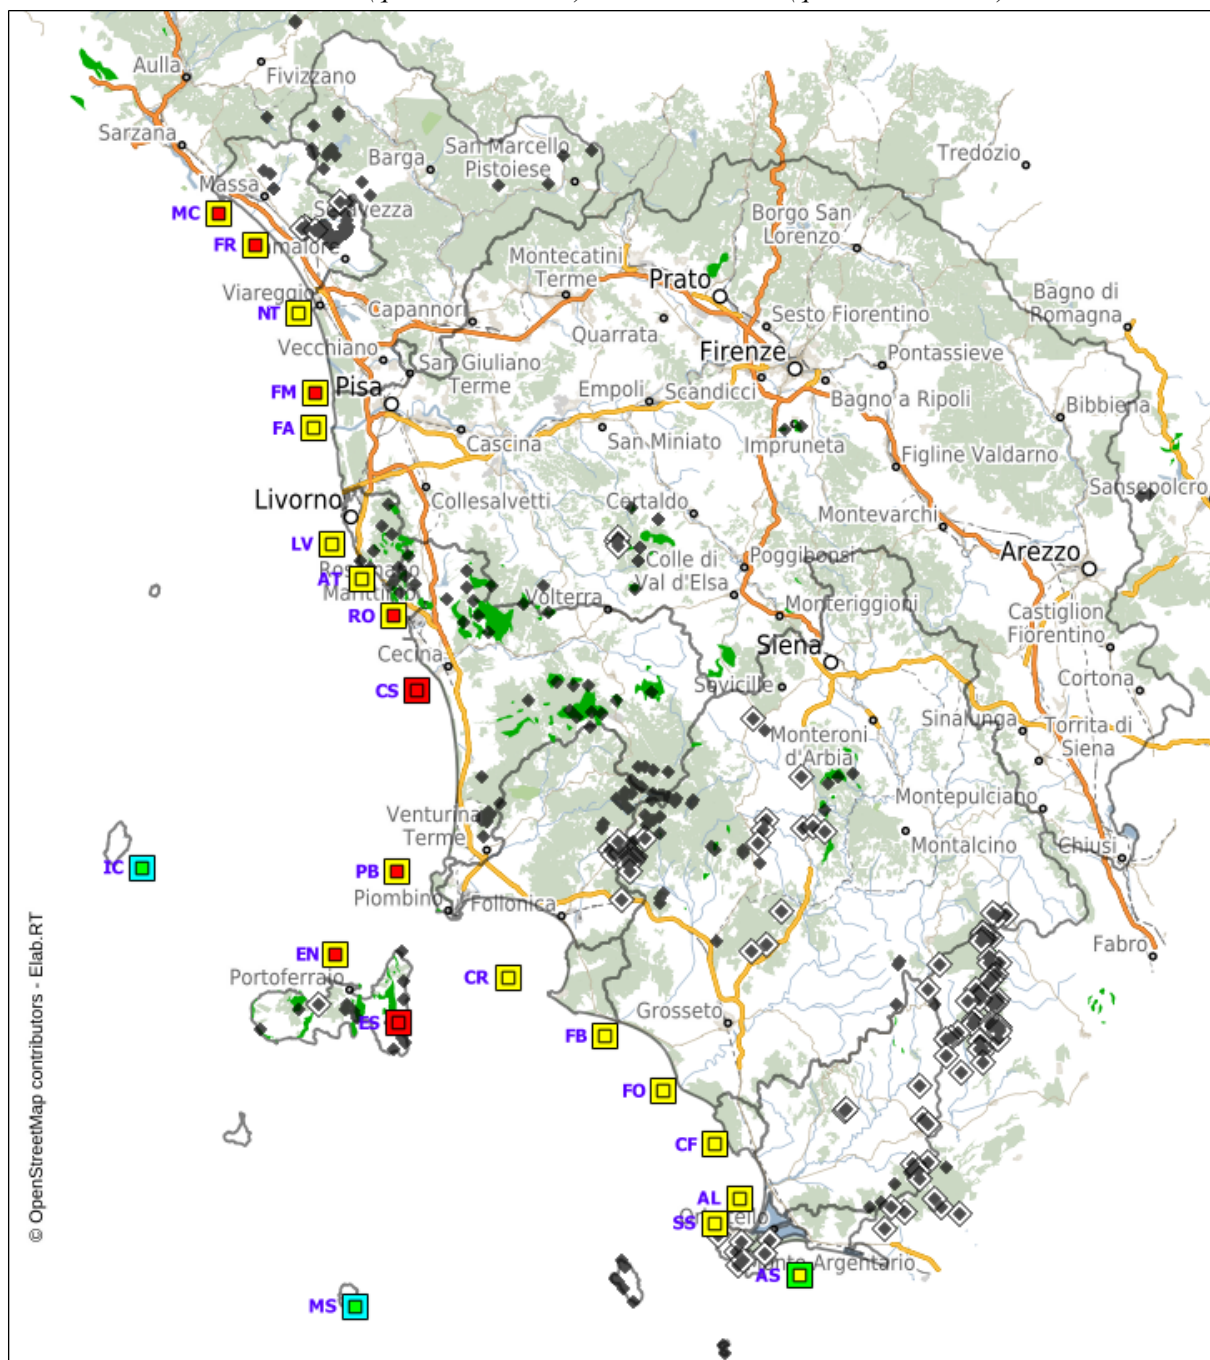 Aulla
Fivizzano
Sarzana
Barga
San Marcello
Pistoiese
Tredozio
Massa
MC
FR
Borgo San
Lorenzo
Montecatini
Terme
Prato
Viareggio
NT
Capannori
Quarrata
Sesto Fiorentino
Bagno di
Romagna
Vecchiano
San Giuliano
Terme
Firenze
Pontassieve
FM
Pisa
Empoli
Scandicci
Bagno a Ripoli
Bibbiena
FA
Cascina
San Miniato
Impruneta
Figline Valdarno
Livorno
Collesalvetti
Certaldo
Montevarchi
Sansepolcro
LV
Colle di
Val d'Elsa
Poggibonsi
Arezzo
AT
Marittimo
RO
Volterra
Monteriggioni
Castiglion
Fiorentino
Cecina
Siena
Cortona
CS
Sovicille
Sinalunga
Torrita di
Siena
Monteroni
d'Arbia
Venturina
Terme
Montepulciano
Montalcino
Chiusi
IC
PB
Piombino
Follonica
Fabro
EN
Portoferraio
CR
ES
FB
Grosseto
FO
CF
AL
SS
AS
Monte Argentario
MS
© OpenStreetMap contributors - Elab.RT